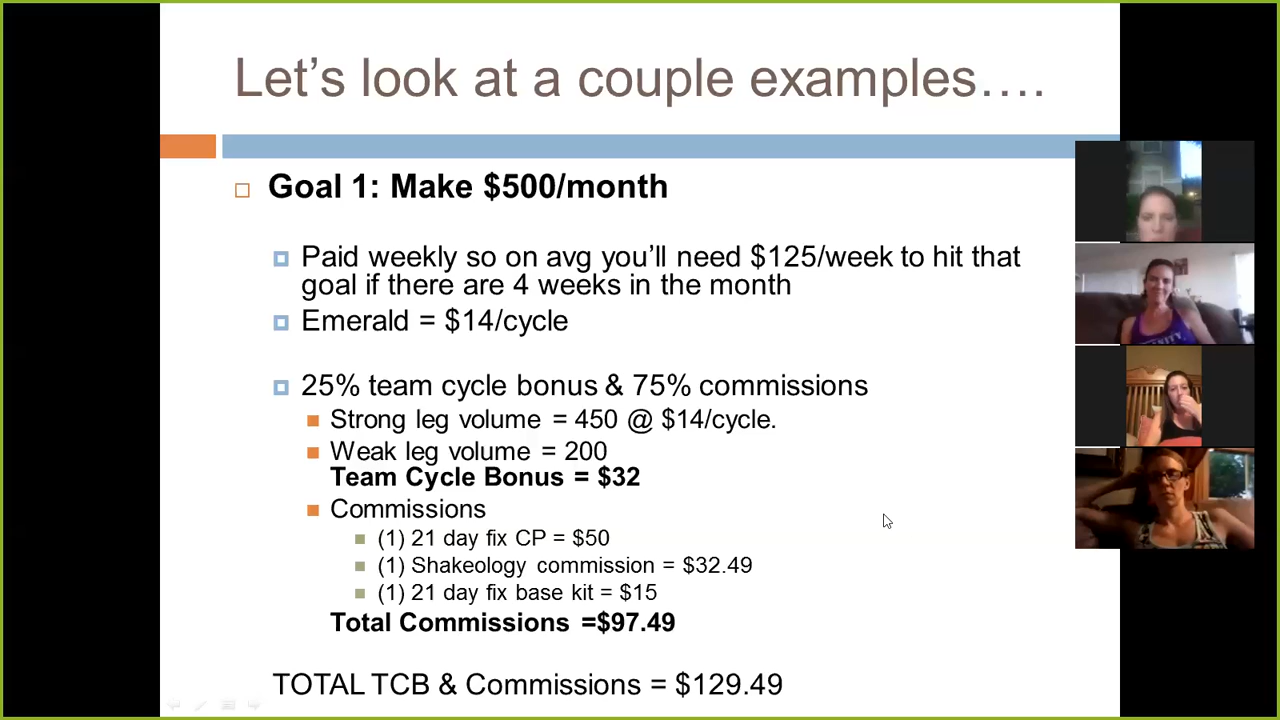 Let’s look at a couple examples….
Goal 1: Make $500/month
Paid weekly so on avg you’ll need $125/week to hit that
goal if there are 4 weeks in the month
Emerald = $14/cycle
25% team cycle bonus & 75% commissions
Strong leg volume = 450 @ $14/cycle.
Weak leg volume = 200
Team Cycle Bonus = $32
Commissions
(1) 21 day fix CP = $50
(1) Shakeology commission = $32.49
(1) 21 day fix base kit = $15
Total Commissions =$97.49
TOTAL TCB & Commissions = $129.49